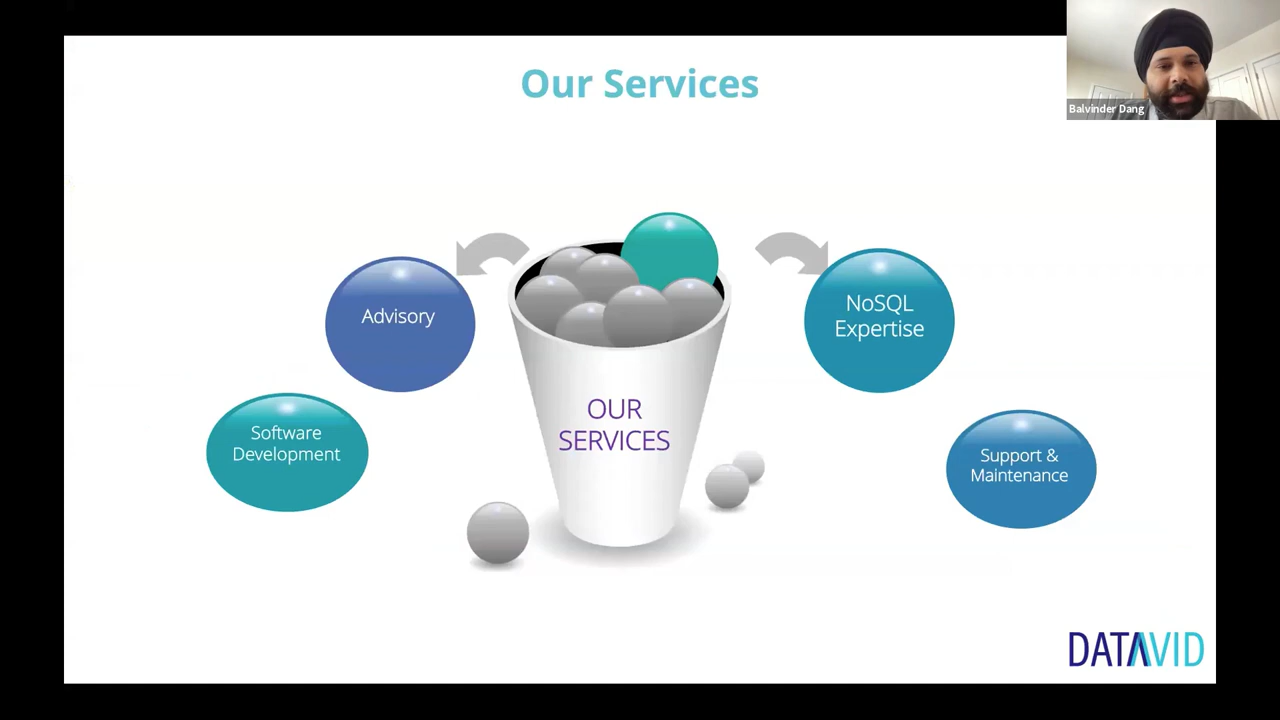 Our Services
Balvinder Dang
Advisory
NoSQL
Expertise
Software
Development
OUR
SERVICES
Support &
Maintenance
DATAVID